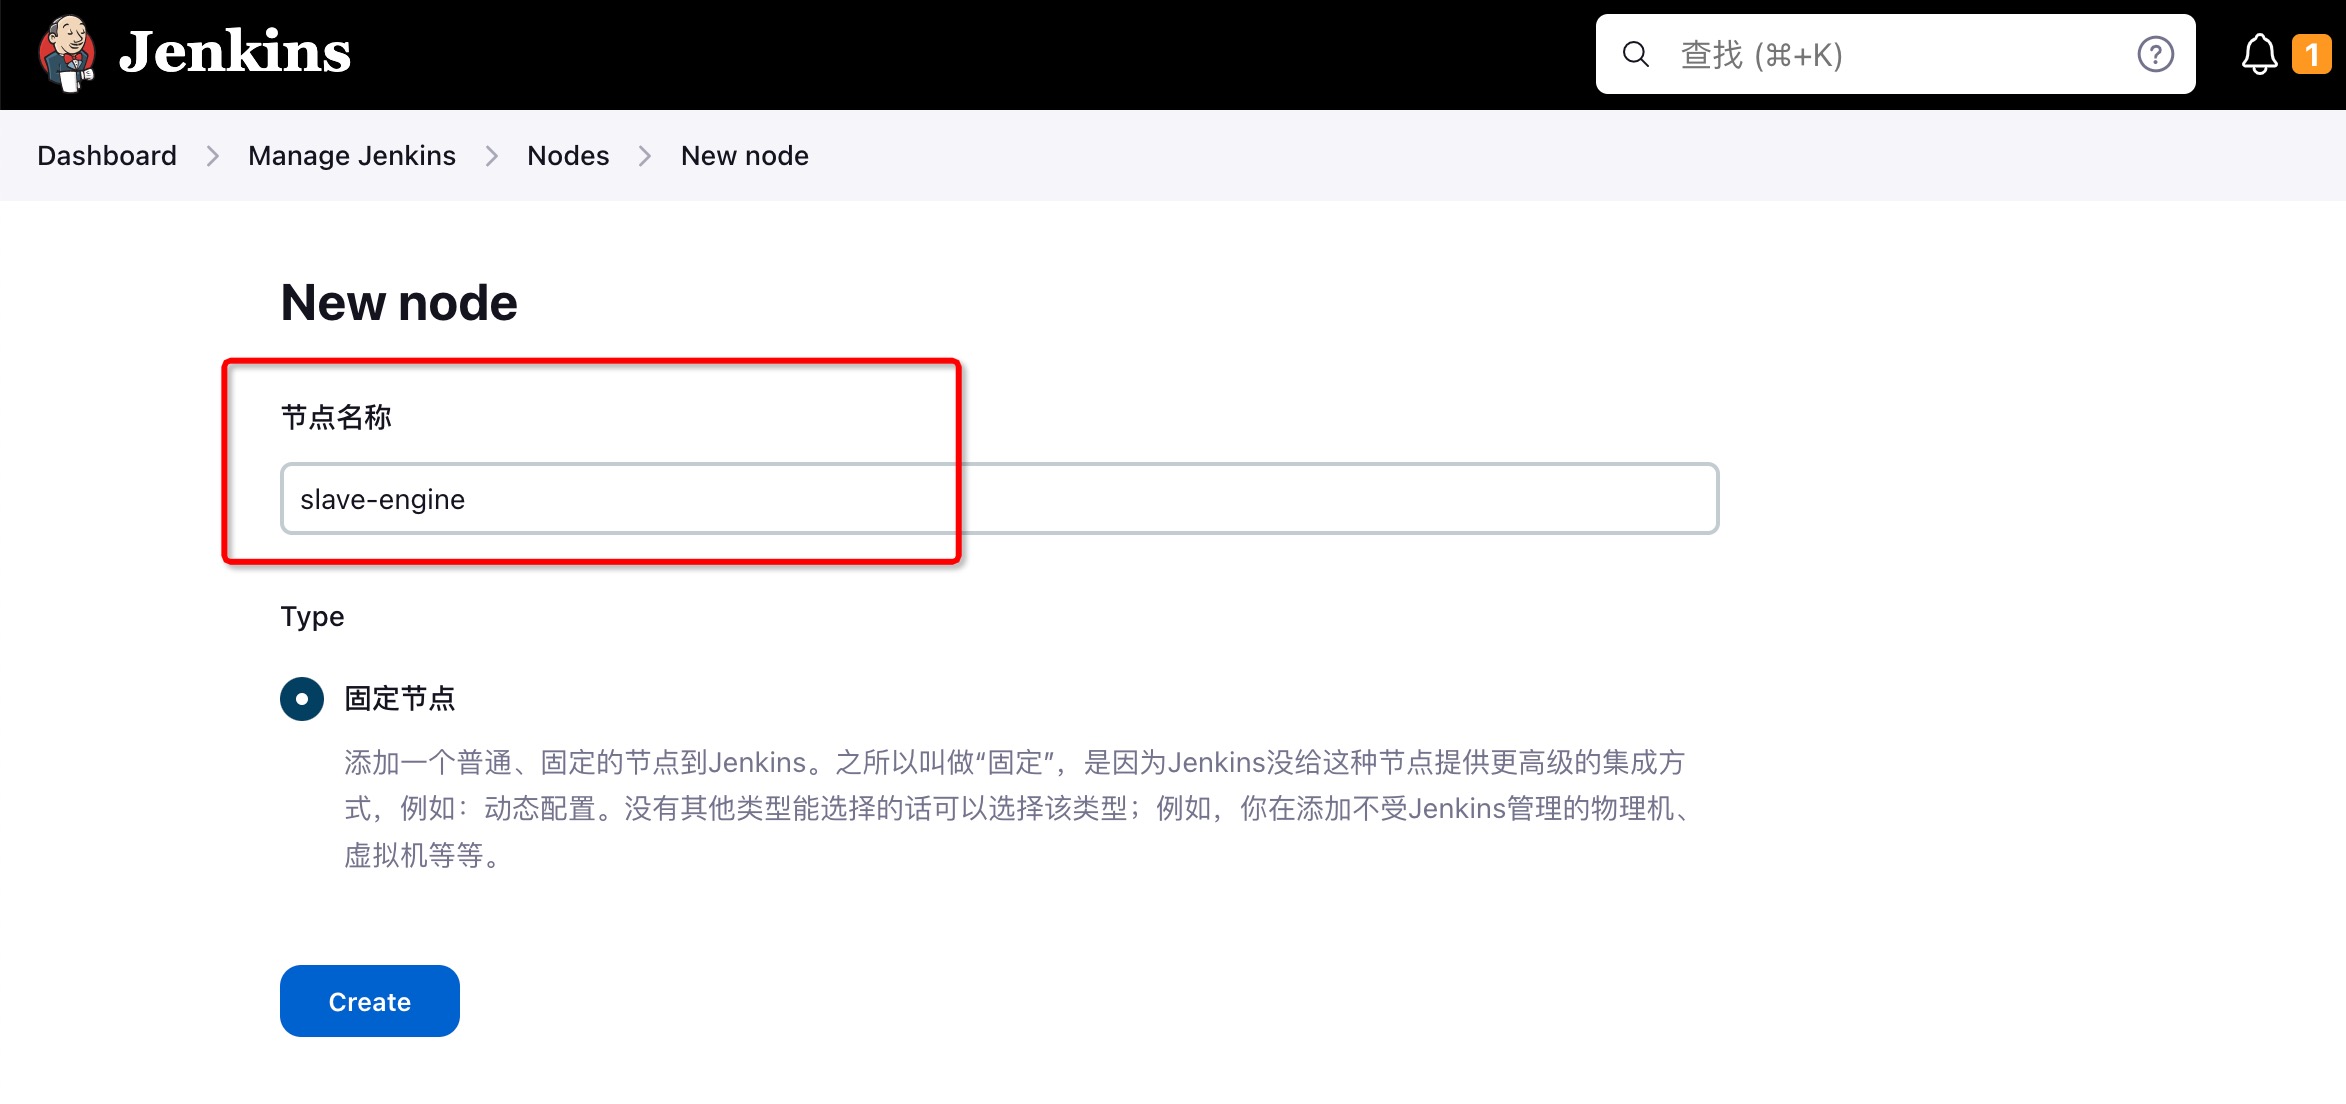 Jenkins
查找 (⌘+K)
1
Dashboard
Manage Jenkins
Nodes
New node
New node
节点名称
slave-engine
Type
固定节点
添加一个普通、固定的节点到Jenkins。之所以叫做“固定”，是因为Jenkins没给这种节点提供更高级的集成方
式，例如：动态配置。没有其他类型能选择的话可以选择该类型；例如，你在添加不受Jenkins管理的物理机、
虚拟机等等。
Create